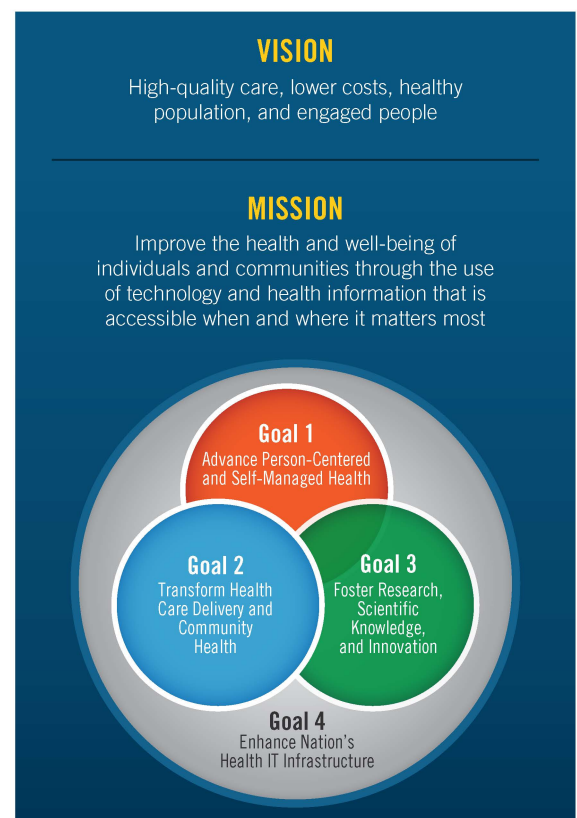 VISION
High-quality care, lower costs, healthy
population, and engaged people
MISSION
Improve the health and well-being of
individuals and communities through the use
of technology and health information that is
accessible when and where it matters most
Goal 1
Advance Person-Centered
and Self-Managed Health
Goal 2
Transform Health
Care Delivery and
Community
Health
Goal 3
Foster Research,
Scientific
Knowledge,
and Innovation
Goal 4
Enhance Nation's
Health IT Infrastructure